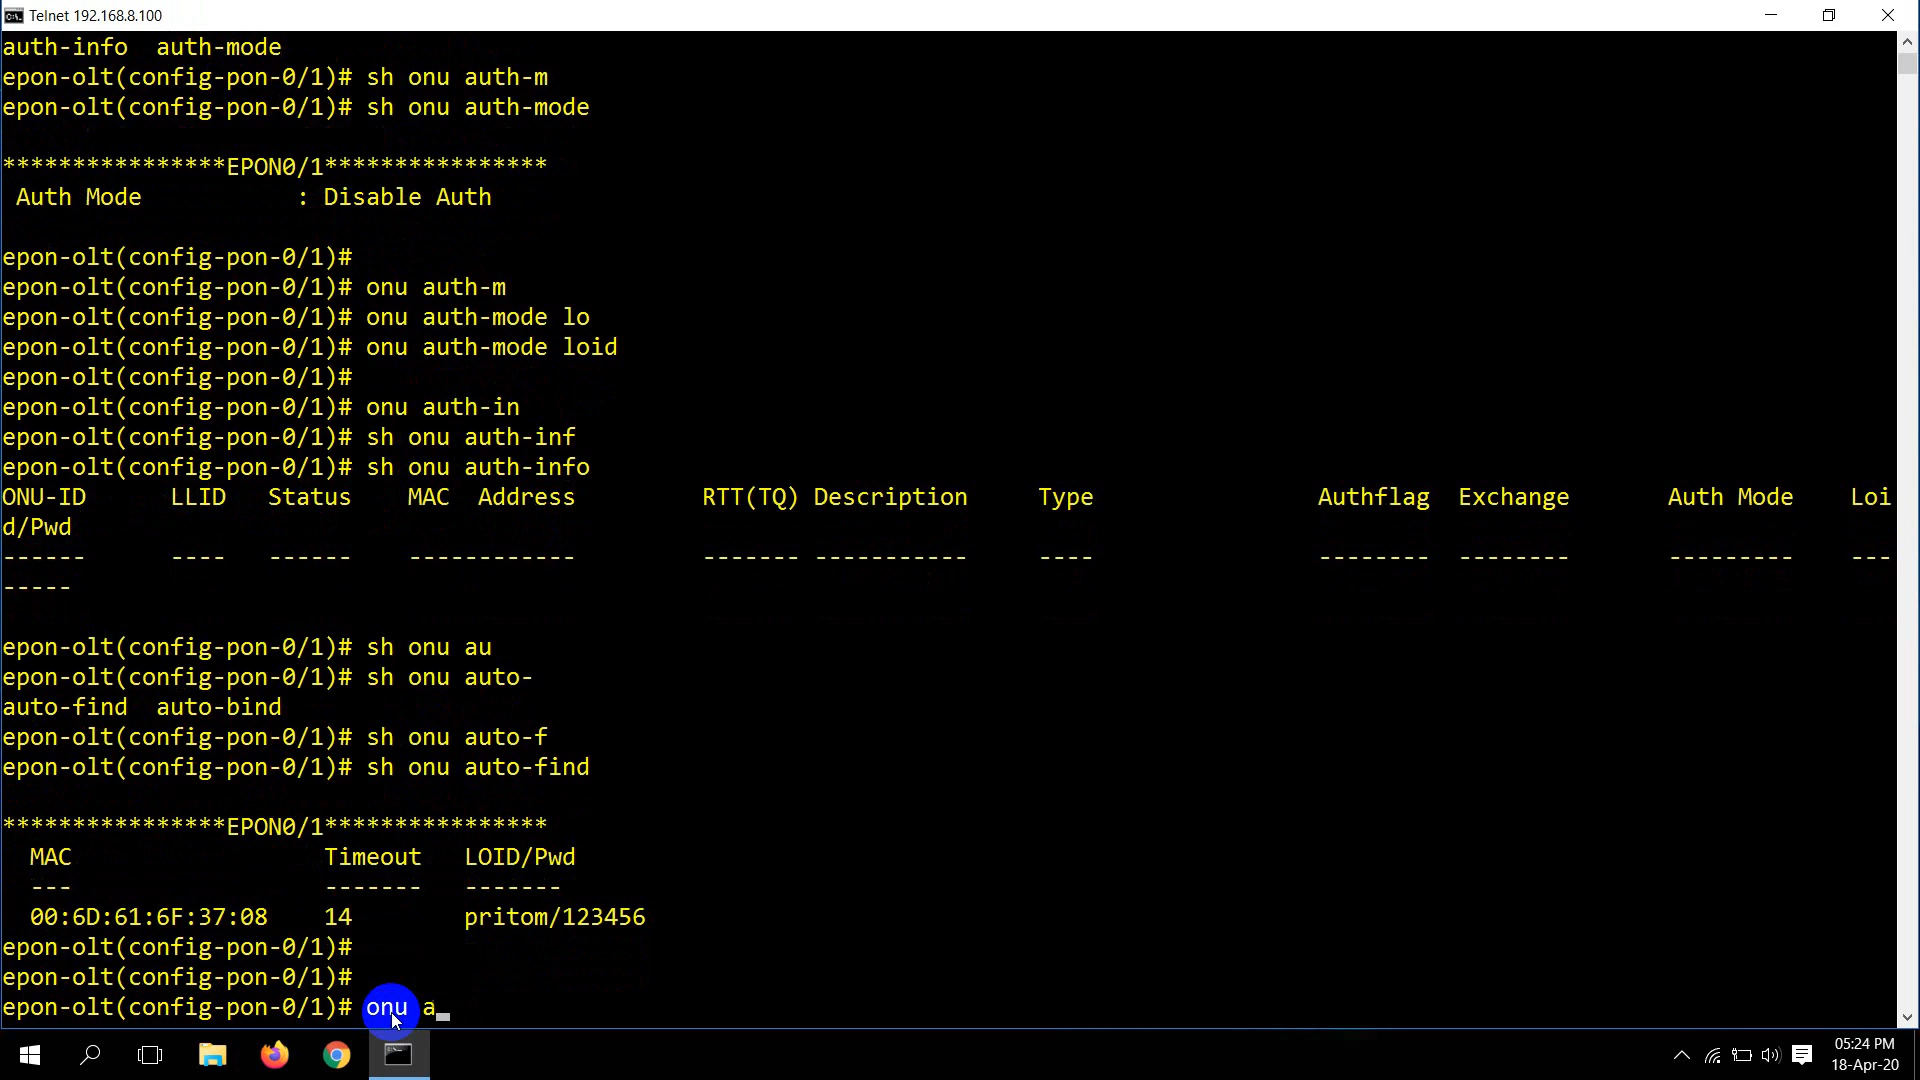 Telnet 192.168.8.100
auth-info  auth-mode
epon-olt(config-pon-0/1)# sh onu auth-m
epon-olt(config-pon-0/1)# sh onu auth-mode
****************EPON0/1****************
Auth Mode           : Disable Auth
epon-olt(config-pon-0/1)#
epon-olt(config-pon-0/1)# onu auth-m
epon-olt(config-pon-0/1)# onu auth-mode lo
epon-olt(config-pon-0/1)# onu auth-mode loid
epon-olt(config-pon-0/1)#
epon-olt(config-pon-0/1)# onu auth-in
epon-olt(config-pon-0/1)# sh onu auth-inf
epon-olt(config-pon-0/1)# sh onu auth-info
ONU-ID      LLID   Status    MAC  Address         RTT(TQ) Description     Type                Authflag  Exchange       Auth Mode    Loi
d/Pwd
------      ----   ------    ------------         ------- -----------     ----                --------  --------       ---------    ---
-----
epon-olt(config-pon-0/1)# sh onu au
epon-olt(config-pon-0/1)# sh onu auto-
auto-find  auto-bind
epon-olt(config-pon-0/1)# sh onu auto-f
epon-olt(config-pon-0/1)# sh onu auto-find
****************EPON0/1****************
MAC                  Timeout   LOID/Pwd
---                  -------   -------
00:6D:61:6F:37:08    14        pritom/123456
epon-olt(config-pon-0/1)#
epon-olt(config-pon-0/1)#
epon-olt(config-pon-0/1)# onu a_
05:24 PM
18-Apr-20